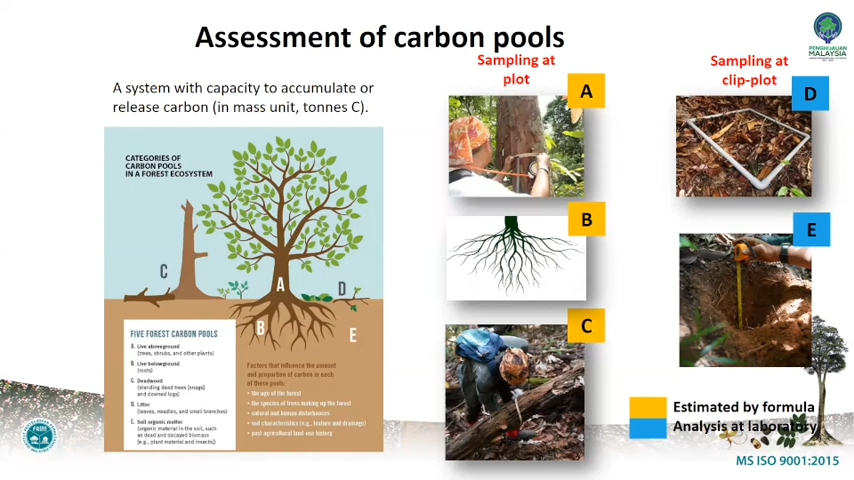 Assessment of carbon pools
A system with capacity to accumulate or
release carbon (in mass unit, tonnes C).
CATEGORIES OF
CARBON POOLS
IN A FOREST ECOSYSTEM
C
A
D
B
E
FIVE FOREST CARBON POOLS
A. Live aboveground
(trees, shrubs, and other plants)
B. Live belowground
(roots)
C. Deadwood
(standing dead trees (snags)
and downed logs)
D. Litter
(leaves, needles, and small branches)
E. Soil organic matter
(organic material in the soil, such
as dead and decayed biomass
(e.g., plant material and insects))
Factors that influence the amount
and proportion of carbon in each
of these pools:
• the age of the forest
• the species of trees making up the forest
• natural and human disturbances
• soil characteristics (e.g., texture and drainage)
• past agricultural land-use history
Sampling at
plot
A
B
C
Sampling at
clip-plot
D
E
Estimated by formula
Analysis at laboratory
PENGHIJAUAN
MALAYSIA
FRIM
MS ISO 9001:2015